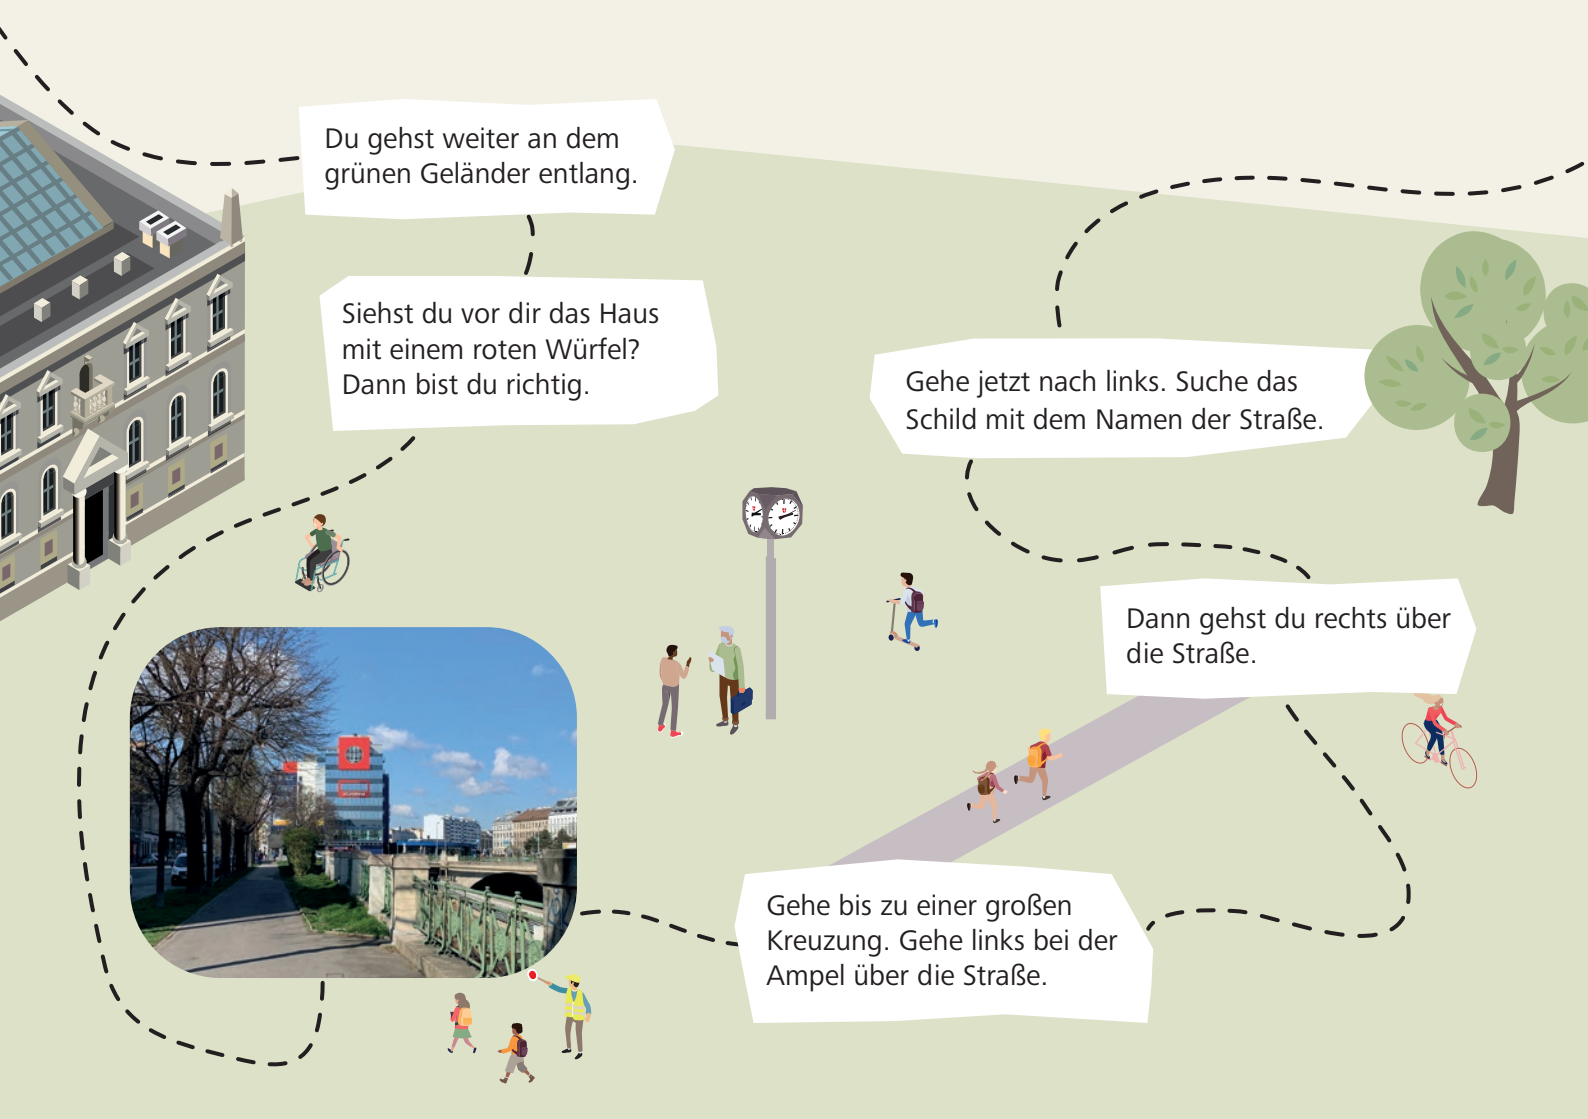 Du gehst weiter an dem
grünen Geländer entlang.
Siehst du vor dir das Haus
mit einem roten Würfel?
Dann bist du richtig.
Gehe bis zu einer großen
Kreuzung. Gehe links bei der
Ampel über die Straße.
Dann gehst du rechts über
die Straße.
Gehe jetzt nach links. Suche das
Schild mit dem Namen der Straße.